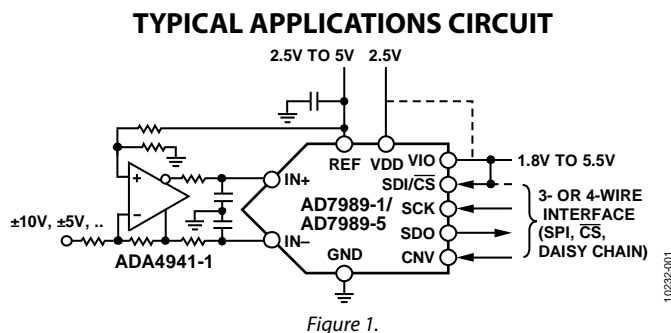 TYPICAL APPLICATIONS CIRCUIT
2.5V TO 5V 2.5V
REF VDD VIO
1.8V TO 5.5V
IN+
SDI/CS
AD7989-1/
AD7989-5
SCK
3- OR 4-WIRE
INTERFACE
(SPI, CS,
DAISY CHAIN)
+
–
±10V, ±5V, ..
IN–
SDO
ADA4941-1
GND
CNV
10232-001
Figure 1.